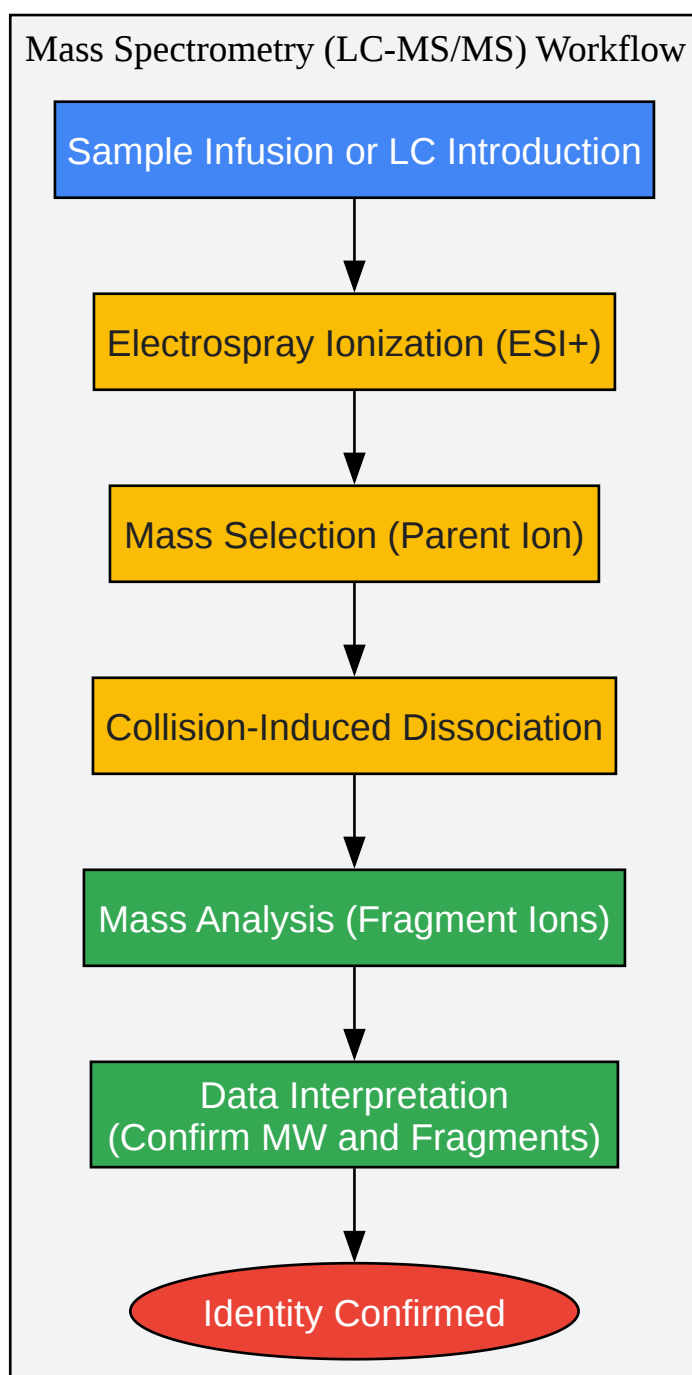 Mass Spectrometry (LC-MS/MS) Workflow
Sample Infusion or LC Introduction
Electrospray Ionization (ESI+)
Mass Selection (Parent Ion)
Collision-Induced Dissociation
Mass Analysis (Fragment Ions)
Data Interpretation
(Confirm MW and Fragments)
Identity Confirmed